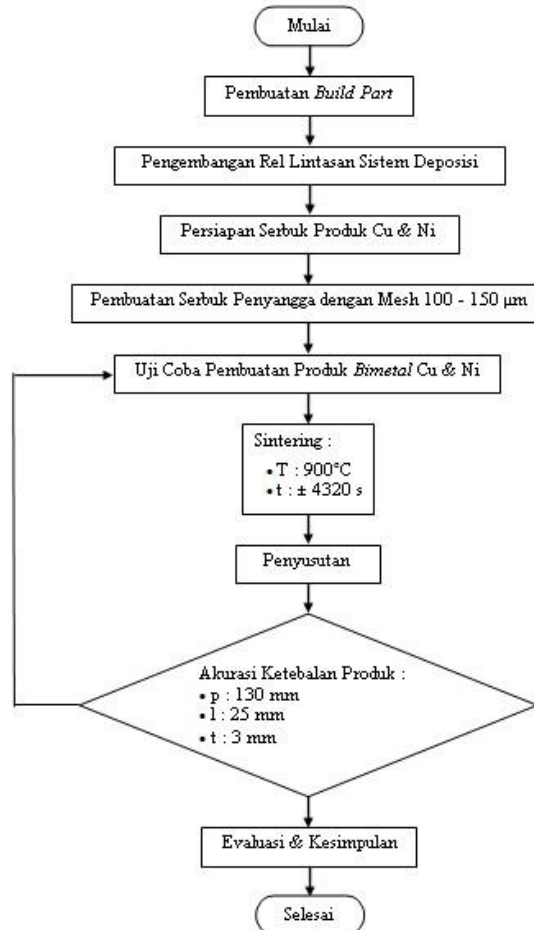 Mulai
Pembuatan Build Part
Pengembangan Rel Lintasan Sistem Deposisi
Persiapan Serbuk Produk Cu & Ni
Pembuatan Serbuk Penyangga dengan Mesh 100 - 150 µm
Uji Coba Pembuatan Produk Bimetal Cu & Ni
Sintering :
• T : 900°C
• t : ± 4320 s
Penyusutan
Akurasi Ketebalan Produk :
• p : 130 mm
• l : 25 mm
• t : 3 mm
Evaluasi & Kesimpulan
Selesai